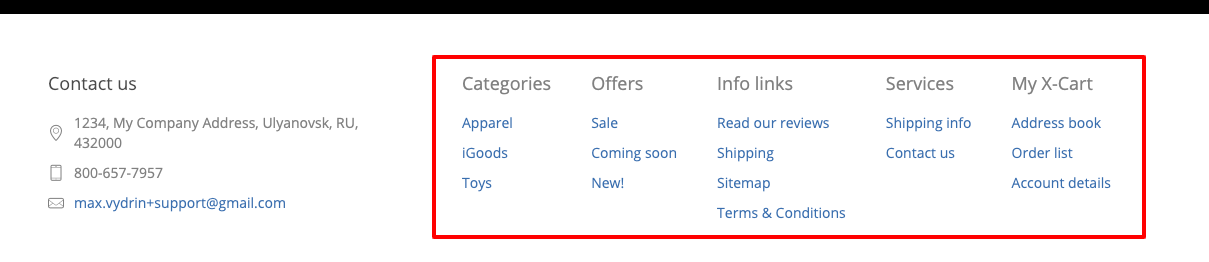 Contact us
1234, My Company Address, Ulyanovsk, RU,
432000
800-657-7957
max.vydrin+support@gmail.com
Categories
Apparel
iGoods
Toys
Offers
Sale
Coming soon
New!
Info links
Read our reviews
Shipping
Sitemap
Terms & Conditions
Services
Shipping info
Contact us
My X-Cart
Address book
Order list
Account details